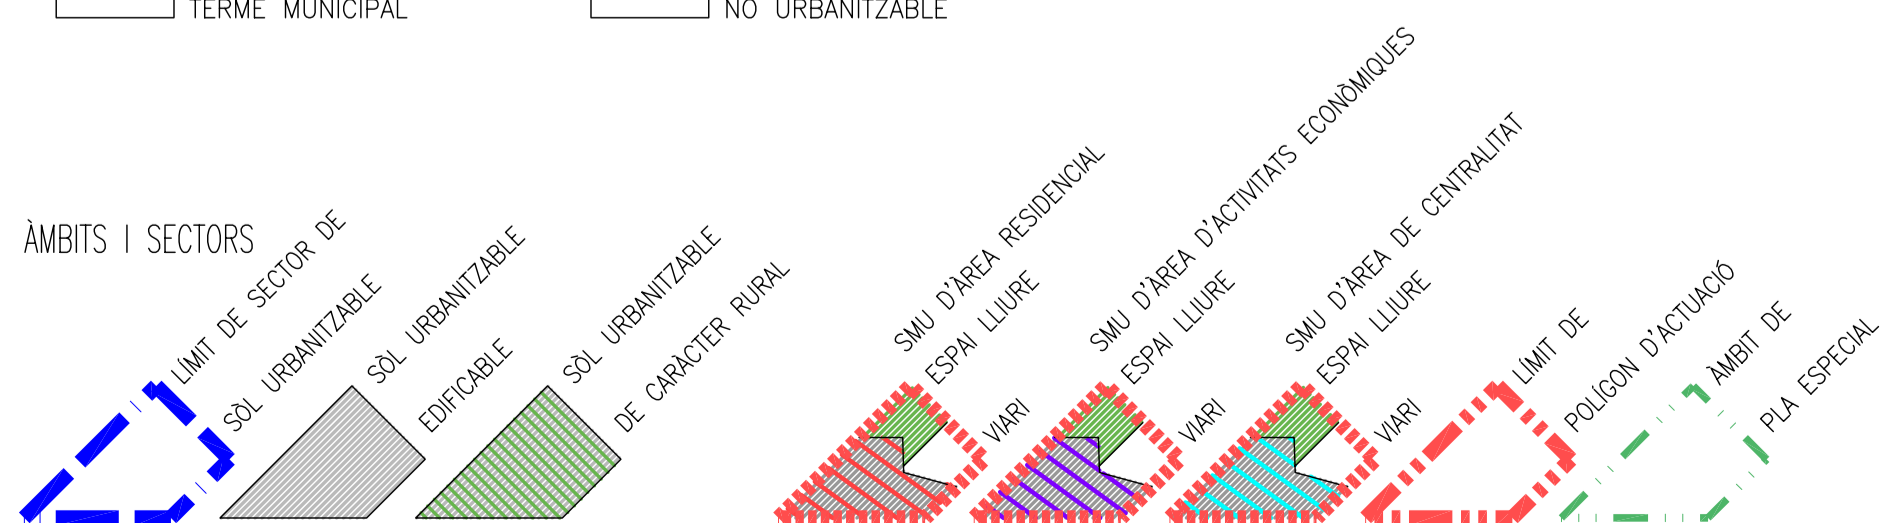 TERME MUNICIPAL
NO URBANITZABLE
ÀMBITS I SECTORS
LÍMIT DE SECTOR DE
SÒL URBANITZABLE
SÒL URBANITZABLE
EDIFICABLE
SÒL URBANITZABLE
DE CARÀCTER RURAL
SMU D'ÀREA RESIDENCIAL
ESPAI LLIURE
VIARI
SMU D'ÀREA D'ACTIVITATS ECONÒMIQUES
ESPAI LLIURE
VIARI
SMU D'ÀREA DE CENTRALITAT
ESPAI LLIURE
VIARI
LÍMIT DE
POLÍGON D'ACTUACIÓ
ÀMBIT DE
PLA ESPECIAL